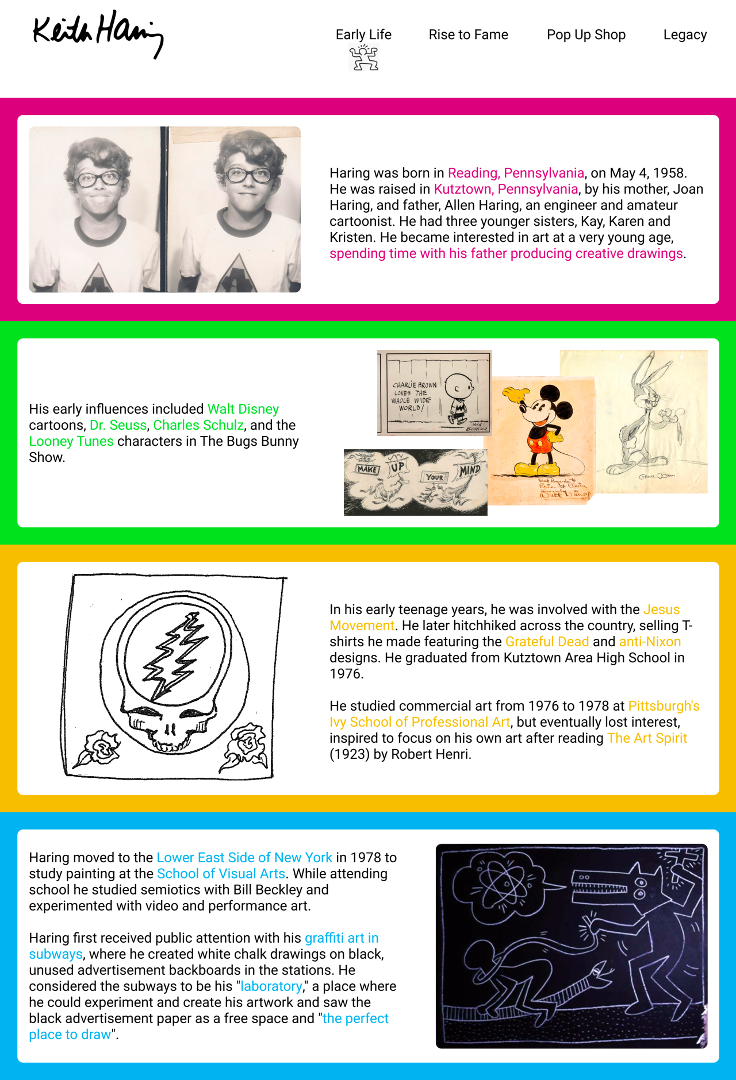 Keith Haring
Early Life
Rise to Fame
Pop Up Shop
Legacy
Haring was born in Reading, Pennsylvania, on May 4, 1958.
He was raised in Kutztown, Pennsylvania, by his mother, Joan
Haring, and father, Allen Haring, an engineer and amateur
cartoonist. He had three younger sisters, Kay, Karen and
Kristen. He became interested in art at a very young age,
spending time with his father producing creative drawings.
His early influences included Walt Disney
cartoons, Dr. Seuss, Charles Schulz, and the
Looney Tunes characters in The Bugs Bunny
Show.
CHARLIE BROWN
LOVES THE
WHOLE WIDE
WORLD!
MAKE UP YOUR MIND
In his early teenage years, he was involved with the Jesus
Movement. He later hitchhiked across the country, selling T-
shirts he made featuring the Grateful Dead and anti-Nixon
designs. He graduated from Kutztown Area High School in
1976.
He studied commercial art from 1976 to 1978 at Pittsburgh's
Ivy School of Professional Art, but eventually lost interest,
inspired to focus on his own art after reading The Art Spirit
(1923) by Robert Henri.
Haring moved to the Lower East Side of New York in 1978 to
study painting at the School of Visual Arts. While attending
school he studied semiotics with Bill Beckley and
experimented with video and performance art.
Haring first received public attention with his graffiti art in
subways, where he created white chalk drawings on black,
unused advertisement backboards in the stations. He
considered the subways to be his "laboratory," a place where
he could experiment and create his artwork and saw the
black advertisement paper as a free space and "the perfect
place to draw".